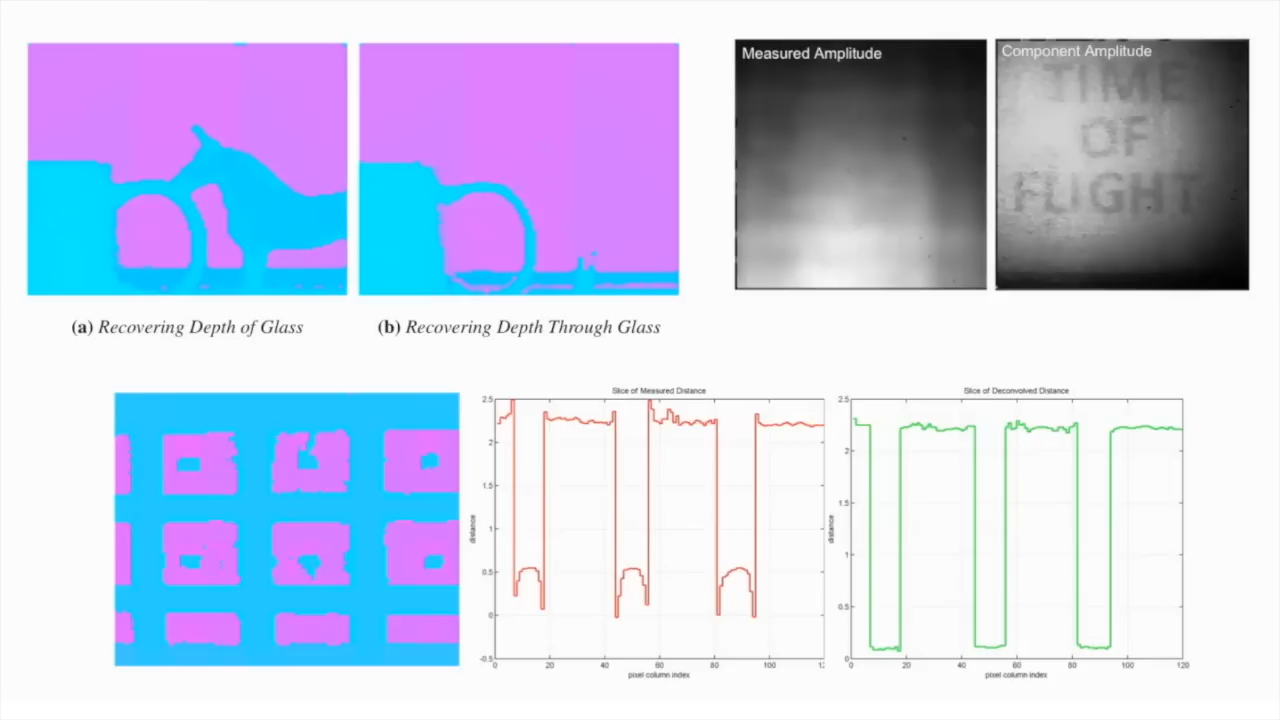 Measured Amplitude
Component Amplitude
TIME
OF
FLIGHT
(a) Recovering Depth of Glass
(b) Recovering Depth Through Glass
Slice of Measured Distance
2.5
2
1.5
1
0.5
0
-0.5
distance
0 20 40 60 80 100 12
pixel column index
Slice of Deconvolved Distance
2.5
2
1.5
1
0.5
0
distance
0 20 40 60 80 100 120
pixel column index